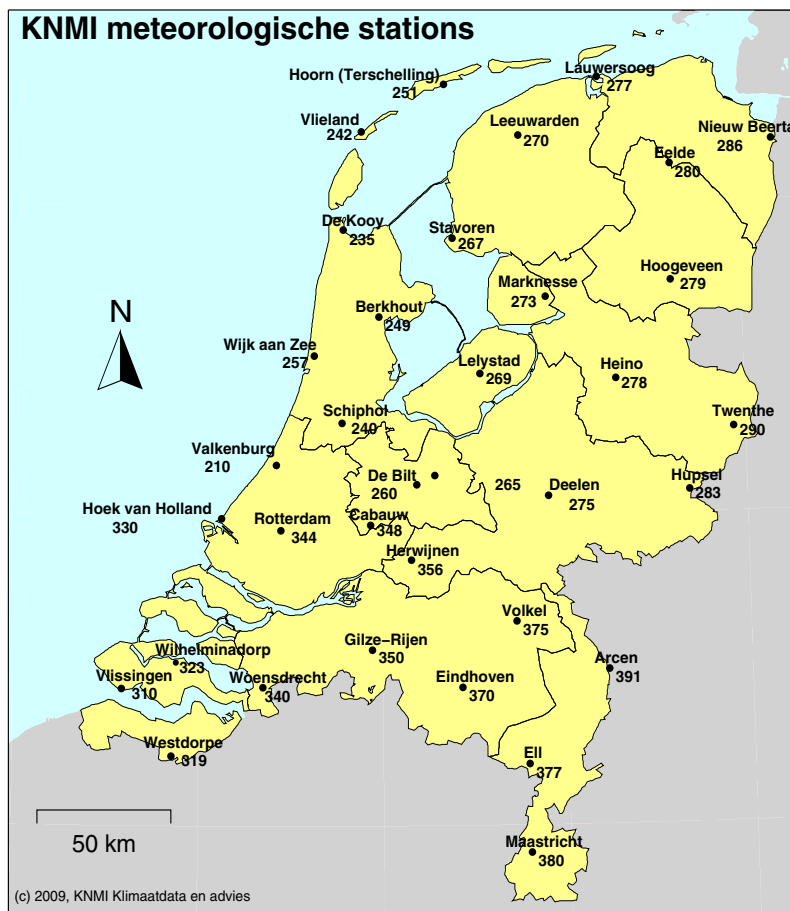 KNMI meteorologische stations
Hoorn (Terschelling)
251
Lauwersoog
277
Vlieland
242
Leeuwarden
270
Nieuw Beerta
286
Eelde
280
De Kooy
235
Stavoren
267
Hoogeveen
279
Marknesse
273
Berkhout
249
N
Wijk aan Zee
257
Lelystad
269
Heino
278
Schiphol
240
Twenthe
290
Valkenburg
210
De Bilt
260
265
Deelen
275
Hupsel
283
Hoek van Holland
330
Rotterdam
344
Cabauw
348
Herwijnen
356
Volkel
375
Gilze-Rijen
350
Wilhelminadorp
323
Arcen
391
Vlissingen
310
Woensdrecht
340
Eindhoven
370
Westdorpe
319
Ell
377
50 km
Maastricht
380
(c) 2009, KNMI Klimaatdata en advies